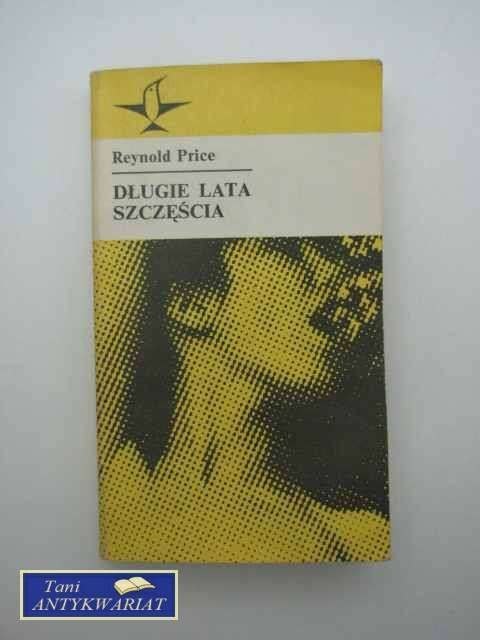 Reynold Price
DŁUGIE LATA
SZCZĘŚCIA
Tani
ANTYKWARIAT